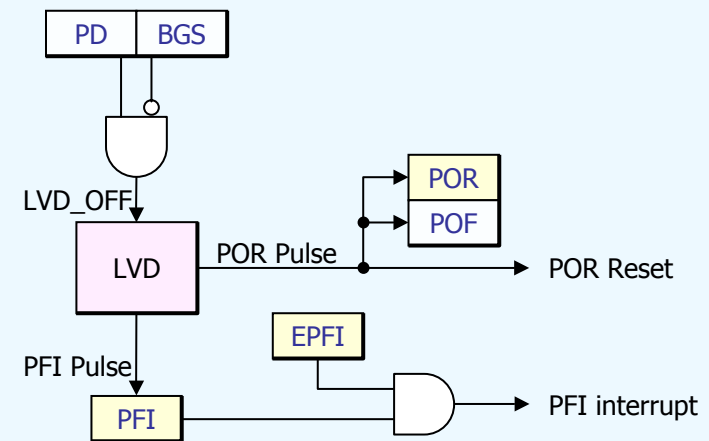 PD BGS
LVD_OFF
POR
POF
LVD
POR Pulse
POR Reset
EPFI
PFI Pulse
PFI
PFI interrupt